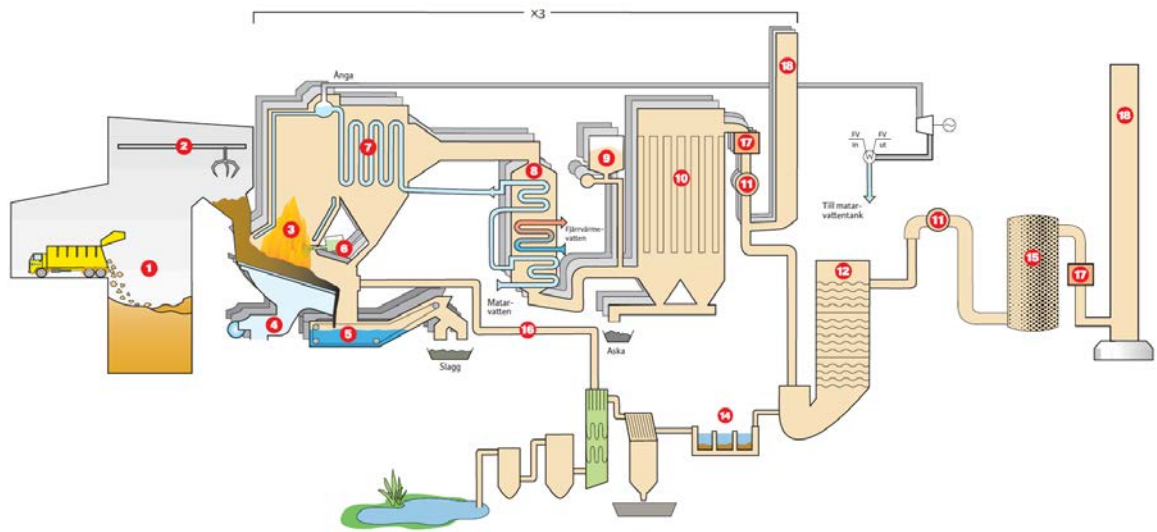 ×3
Ånga
18
18
2
7
17
9
10
11
8
FV
in
FV
ut
Till matar-
vattentank
11
3
Fjärrvärme-
vatten
6
1
12
15
17
Matar-
vatten
4
5
16
Slagg
Aska
14